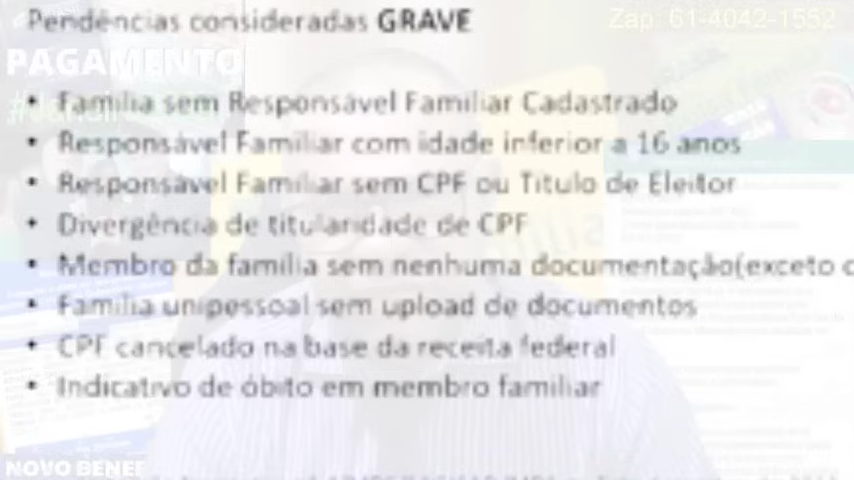 Pendências consideradas GRAVE
Zap: 61-4042-1552
PAGAMENTO
• Família sem Responsável Familiar Cadastrado
• Responsável Familiar com idade inferior a 16 anos
• Responsável Familiar sem CPF ou Titulo de Eleitor
• Divergência de titularidade de CPF
• Membro da família sem nenhuma documentação(exceto c
• Família unipessoal sem upload de documentos
• CPF cancelado na base da receita federal
• Indicativo de óbito em membro familiar
NOVO BENEF